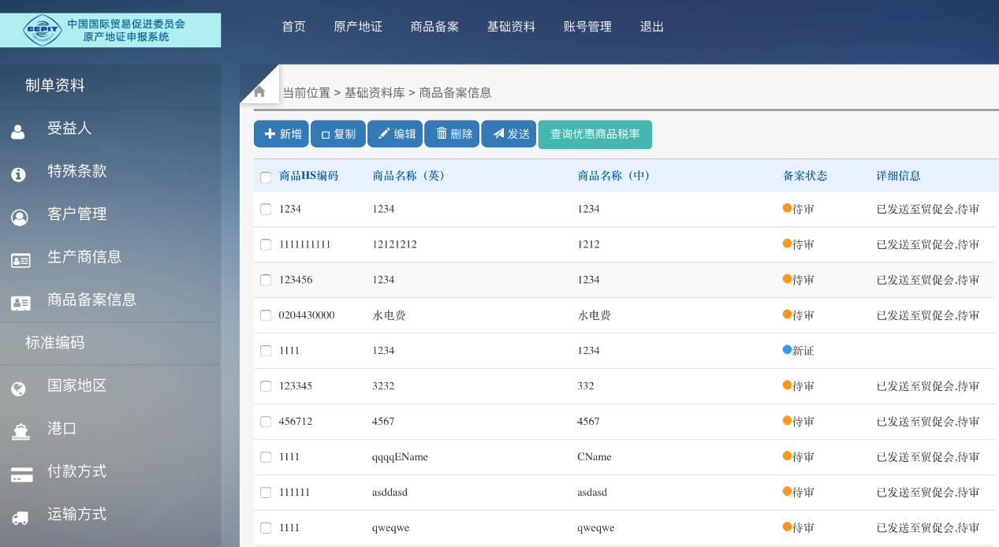 CCPIT 中国国际贸易促进委员会
原产地证申报系统
首页 原产地证 商品备案 基础资料 账号管理 退出
制单资料
受益人
特殊条款
客户管理
生产商信息
商品备案信息
标准编码
国家地区
港口
付款方式
运输方式
当前位置 > 基础资料库 > 商品备案信息
新增 复制 编辑 删除 发送 查询优惠商品税率
商品HS编码 商品名称（英） 商品名称（中） 备案状态 详细信息
1234 1234 1234 待审 已发送至贸促会,待审
1111111111 12121212 1212 待审 已发送至贸促会,待审
123456 1234 1234 待审 已发送至贸促会,待审
0204430000 水电费 水电费 待审 已发送至贸促会,待审
1111 1234 1234 新证
123345 3232 332 待审 已发送至贸促会,待审
456712 4567 4567 待审 已发送至贸促会,待审
1111 qqqqEName CName 待审 已发送至贸促会,待审
111111 asddasd asdasd 待审 已发送至贸促会,待审
1111 qweqwe qweqwe 待审 已发送至贸促会,待审